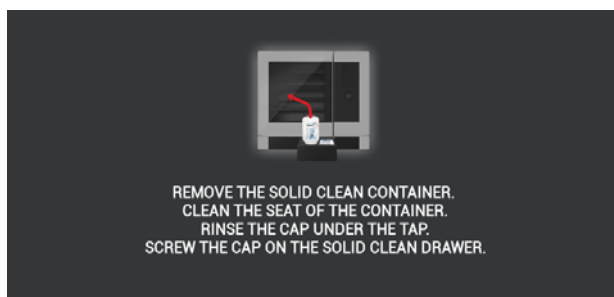 REMOVE THE SOLID CLEAN CONTAINER.
CLEAN THE SEAT OF THE CONTAINER.
RINSE THE CAP UNDER THE TAP.
SCREW THE CAP ON THE SOLID CLEAN DRAWER.